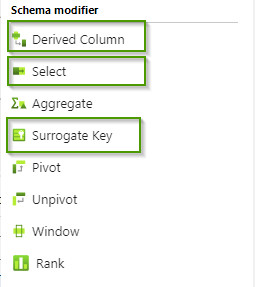 Schema modifier
Derived Column
Select
Aggregate
Surrogate Key
Pivot
Unpivot
Window
Rank